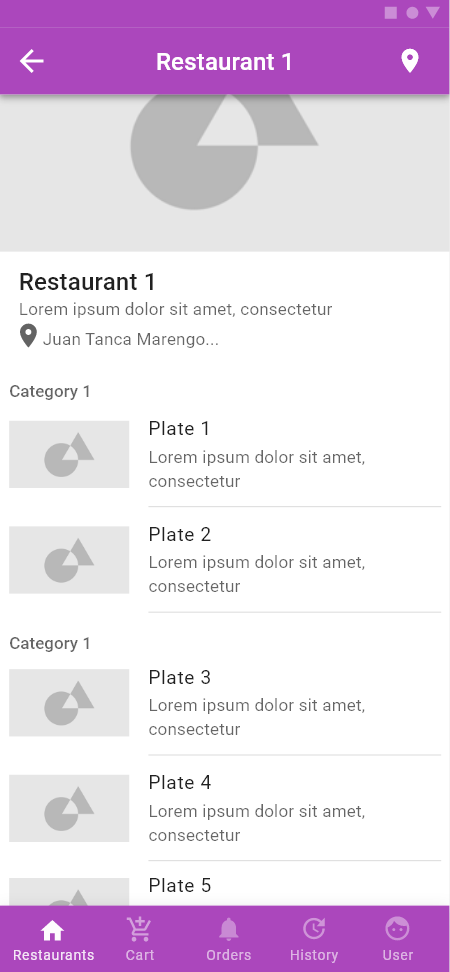 Restaurant 1
Restaurant 1
Lorem ipsum dolor sit amet, consectetur
Juan Tanca Marengo...
Category 1
Plate 1
Lorem ipsum dolor sit amet,
consectetur
Plate 2
Lorem ipsum dolor sit amet,
consectetur
Category 1
Plate 3
Lorem ipsum dolor sit amet,
consectetur
Plate 4
Lorem ipsum dolor sit amet,
consectetur
Plate 5
Restaurants Cart Orders History User